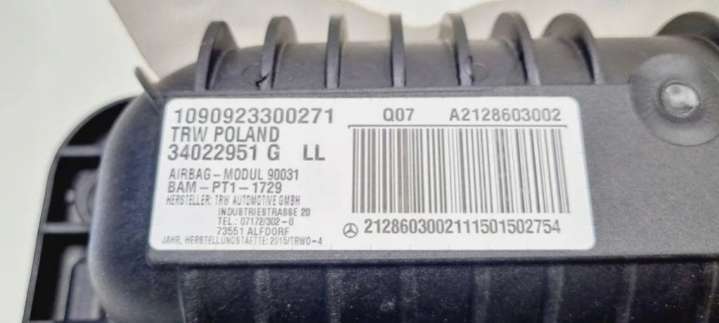 1090923300271
TRW POLAND
34022951 G LL
AIRBAG-MODUL 90031
BAM-PT1-1729
HERSTELLER: TRW AUTOMOTIVE GMBH
INDUSTRIESTRASSE 20
TEL.: 07172/302-0
73551 ALFDORF
JAHR, HERSTELLUNGSTAETTE: 2015/TRWD-4
Q07 A2128603002
2128603002111501502754